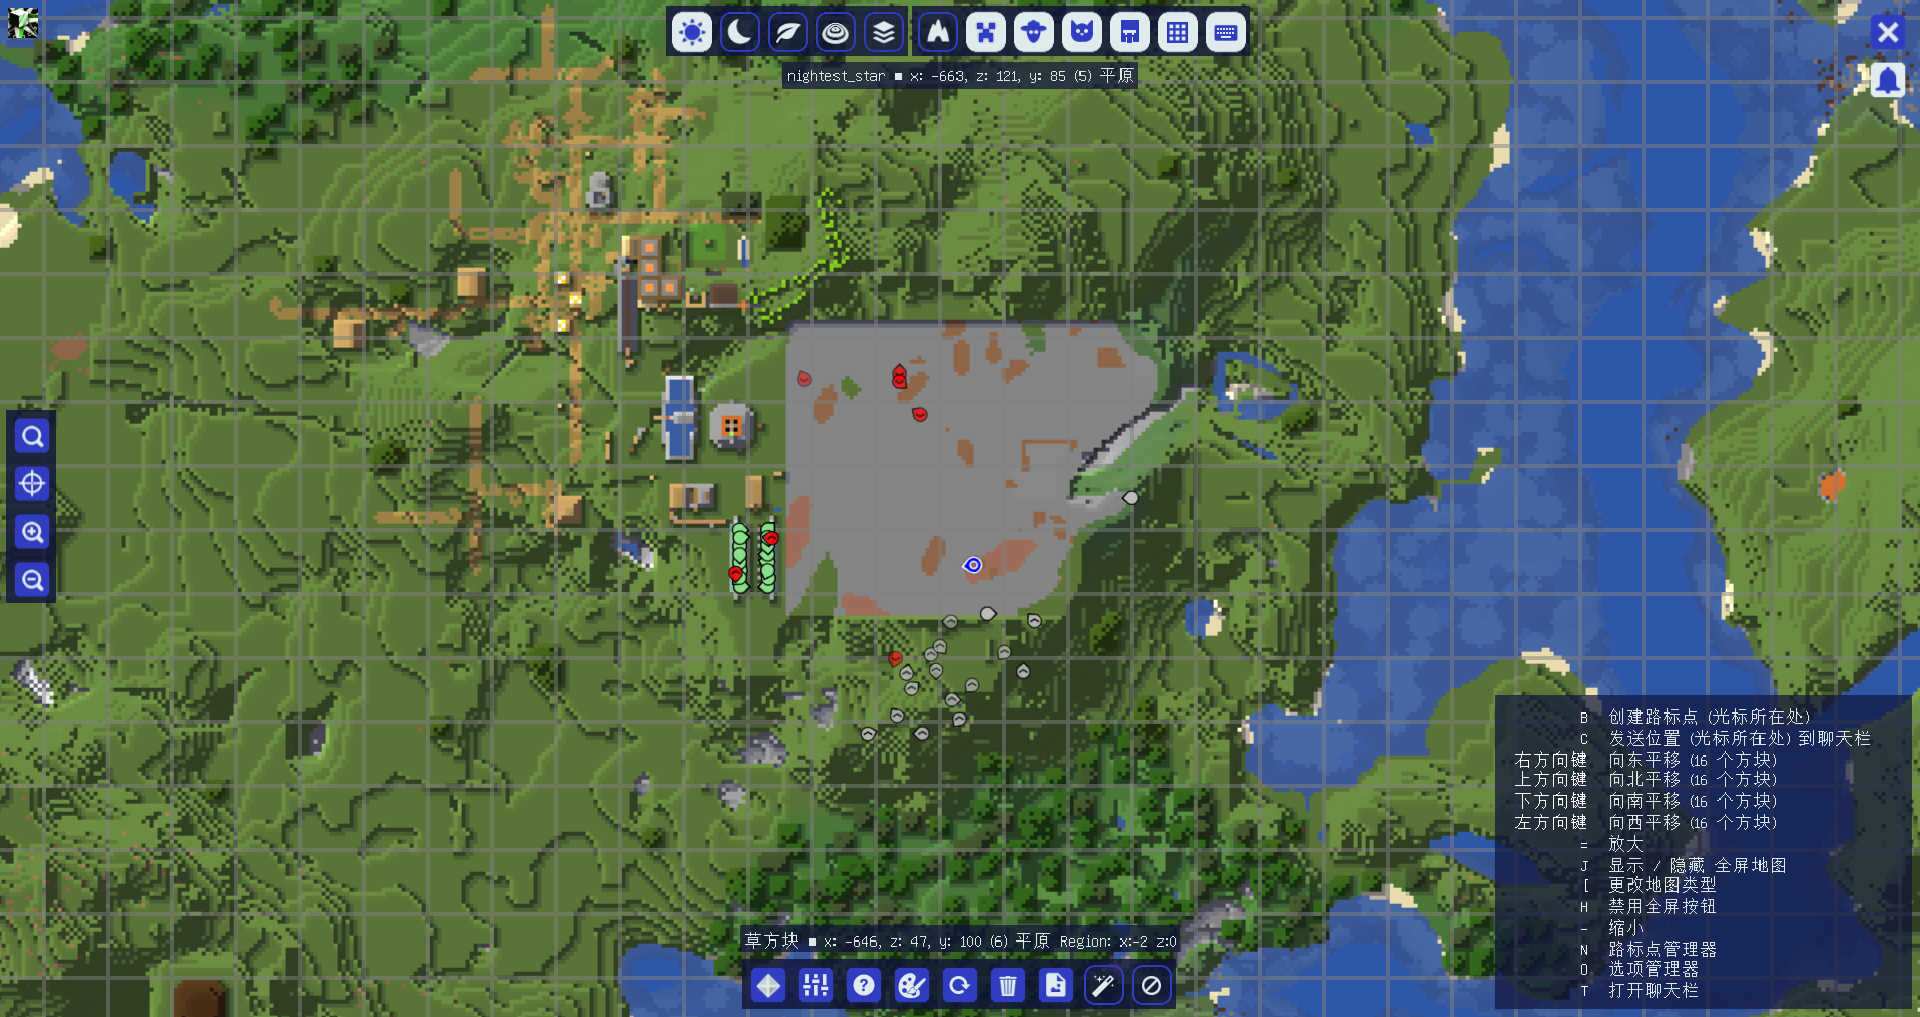 nightest_star ■ x: -663, z: 121, y: 85 (5) 平原
B 创建路标点 (光标所在处)
C 发送位置 (光标所在处) 到聊天栏
右方向键 向东平移 (16 个方块)
上方向键 向北平移 (16 个方块)
下方向键 向南平移 (16 个方块)
左方向键 向西平移 (16 个方块)
= 放大
J 显示 / 隐藏 全屏地图
[ 更改地图类型
H 禁用全屏按钮
- 缩小
N 路标点管理器
O 选项管理器
T 打开聊天栏
草方块 ■ x: -646, z: 47, y: 100 (6) 平原 Region: x:-2 z:0